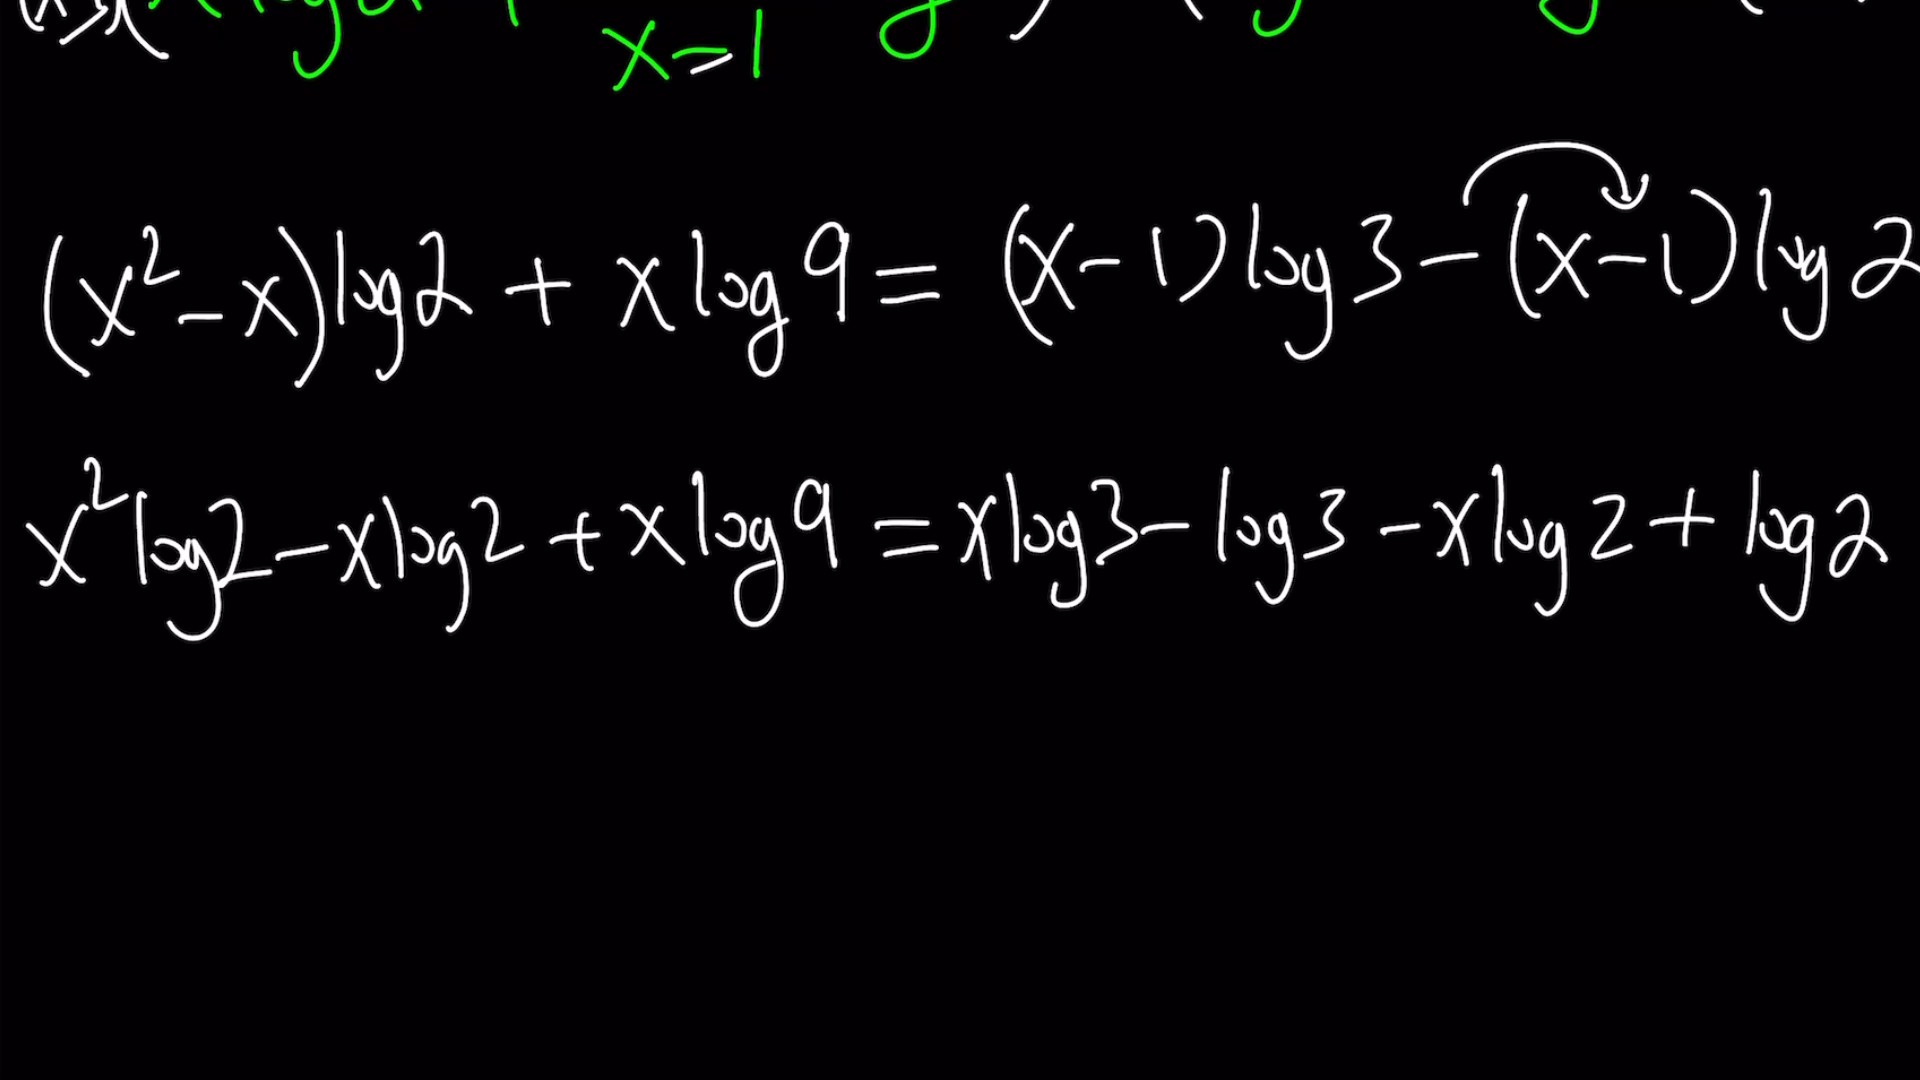 x=1
(x²-x)log2 + xlog9 = (x-1)log3 - (x-1)log2
x²log2-xlog2+xlog9=xlog3-log3-xlog2+log2